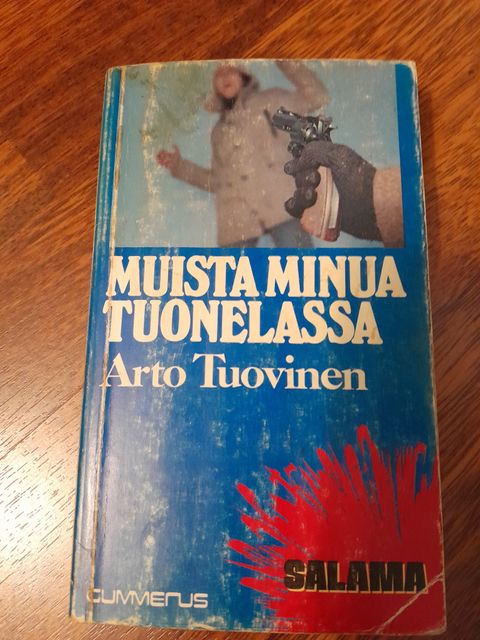 MUISTA MINUA
TUONELASSA
Arto Tuovinen
SALAMA
GUMMERUS